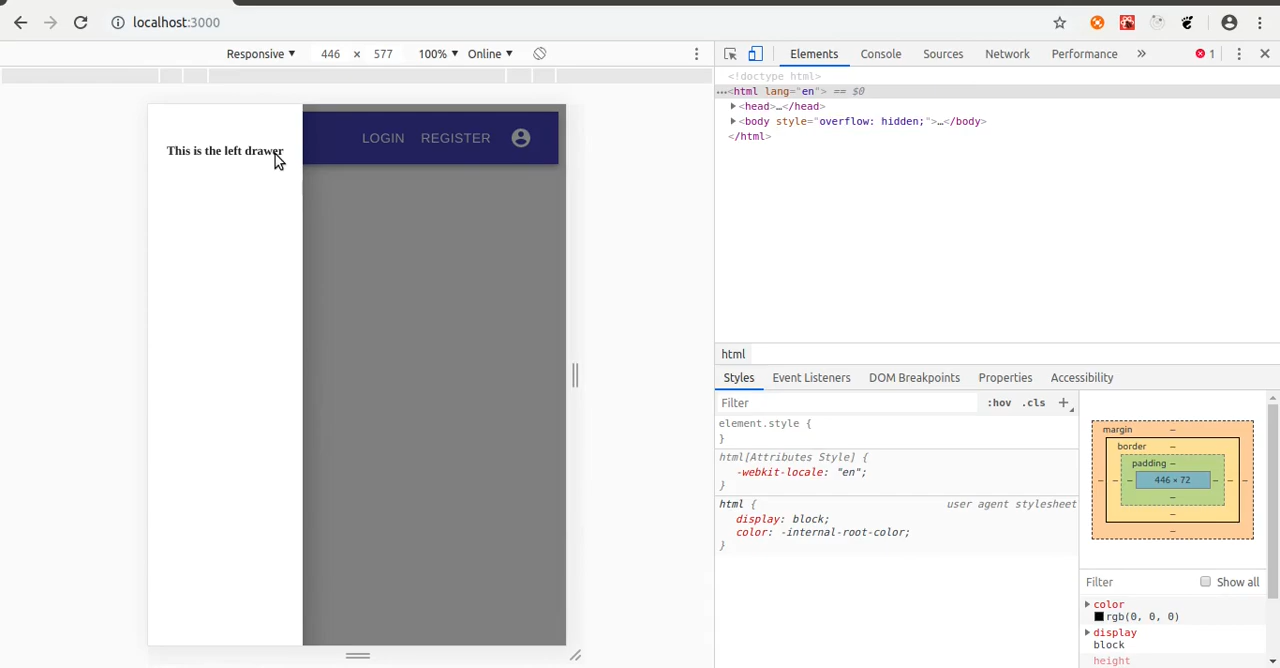 localhost:3000
Responsive ▼ 446 × 577 100% ▼ Online ▼
Elements Console Sources Network Performance » 1
<!doctype html>
…<html lang="en"> == $0
<head>…</head>
<body style="overflow: hidden;">…</body>
</html>
This is the left drawer
LOGIN REGISTER
html
Styles Event Listeners DOM Breakpoints Properties Accessibility
Filter :hov .cls +
element.style {
}
html[Attributes Style] {
-webkit-locale: "en";
}
html { user agent stylesheet
display: block;
color: -internal-root-color;
}
margin –
border –
padding –
– – – 446 × 72 – – –
–
–
–
Filter Show all
color
rgb(0, 0, 0)
display
block
height